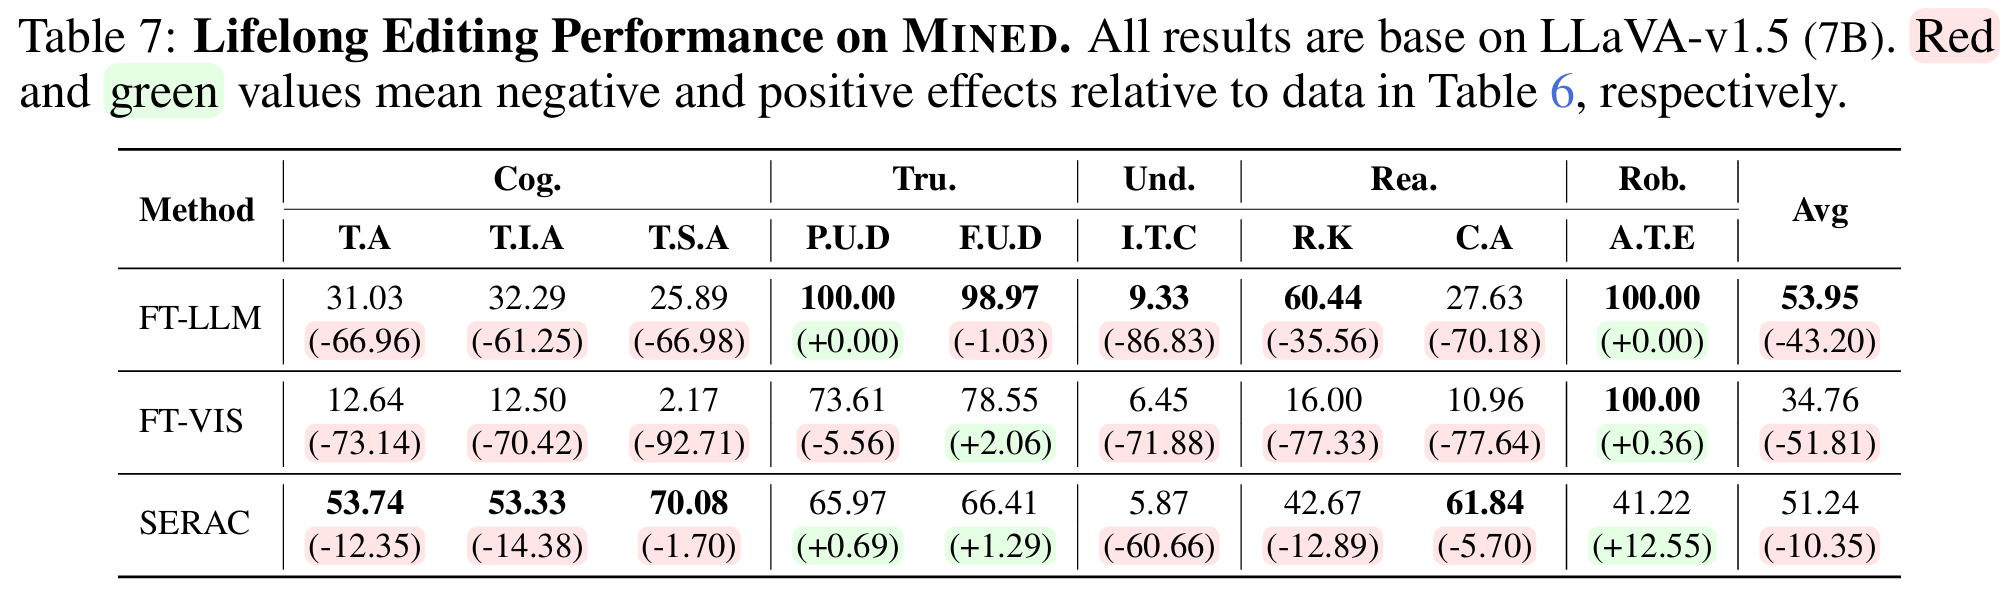 Table 7: Lifelong Editing Performance on MINED. All results are base on LLaVA-v1.5 (7B). Red
and green values mean negative and positive effects relative to data in Table 6, respectively.
Method Cog. Tru. Und. Rea. Rob. Avg
T.A T.I.A T.S.A P.U.D F.U.D I.T.C R.K C.A A.T.E
FT-LLM 31.03 32.29 25.89 100.00 98.97 9.33 60.44 27.63 100.00 53.95
(-66.96) (-61.25) (-66.98) (+0.00) (-1.03) (-86.83) (-35.56) (-70.18) (+0.00) (-43.20)
FT-VIS 12.64 12.50 2.17 73.61 78.55 6.45 16.00 10.96 100.00 34.76
(-73.14) (-70.42) (-92.71) (-5.56) (+2.06) (-71.88) (-77.33) (-77.64) (+0.36) (-51.81)
SERAC 53.74 53.33 70.08 65.97 66.41 5.87 42.67 61.84 41.22 51.24
(-12.35) (-14.38) (-1.70) (+0.69) (+1.29) (-60.66) (-12.89) (-5.70) (+12.55) (-10.35)